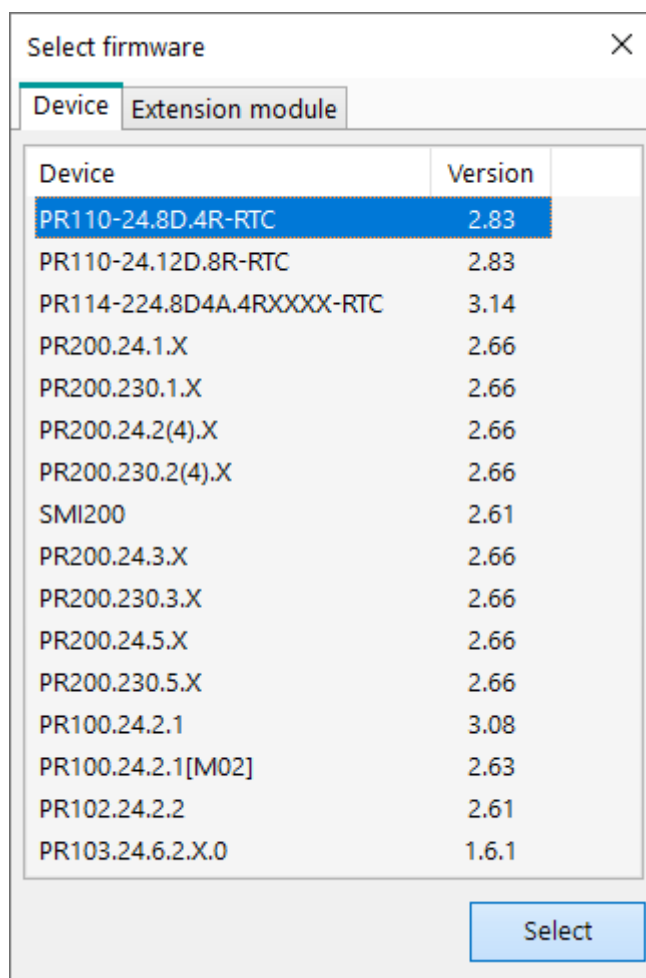 Select firmware
Device Extension module
Device Version
PR110-24.8D.4R-RTC 2.83
PR110-24.12D.8R-RTC 2.83
PR114-224.8D4A.4RXXXX-RTC 3.14
PR200.24.1.X 2.66
PR200.230.1.X 2.66
PR200.24.2(4).X 2.66
PR200.230.2(4).X 2.66
SMI200 2.61
PR200.24.3.X 2.66
PR200.230.3.X 2.66
PR200.24.5.X 2.66
PR200.230.5.X 2.66
PR100.24.2.1 3.08
PR100.24.2.1[M02] 2.63
PR102.24.2.2 2.61
PR103.24.6.2.X.0 1.6.1
Select